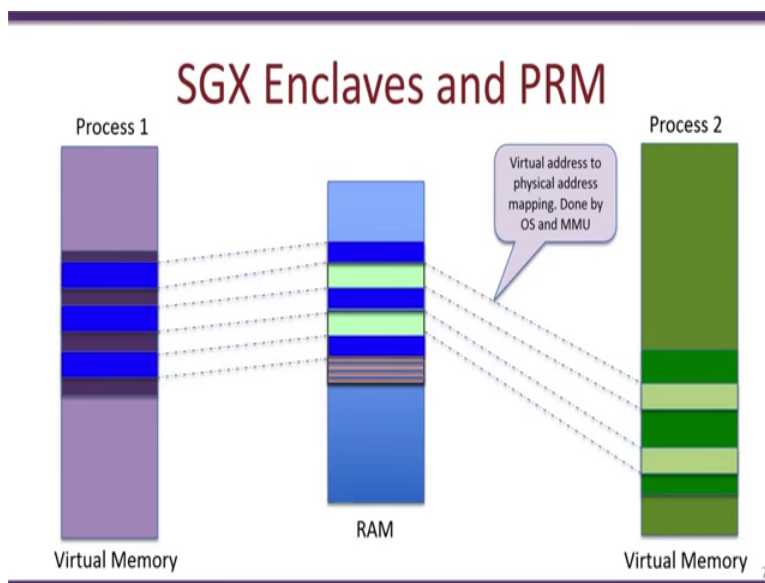 SGX Enclaves and PRM
Process 1
Process 2
Virtual address to
physical address
mapping. Done by
OS and MMU
RAM
Virtual Memory
Virtual Memory
7